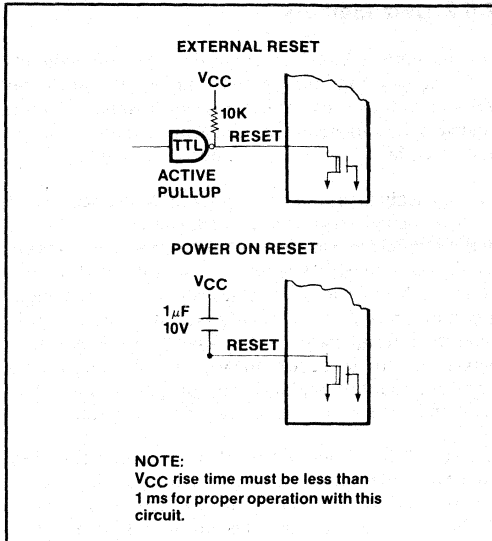 EXTERNAL RESET
VCC
10K
TTL
RESET
ACTIVE
PULLUP
POWER ON RESET
VCC
1μF
10V
RESET
NOTE:
VCC rise time must be less than
1 ms for proper operation with this
circuit.